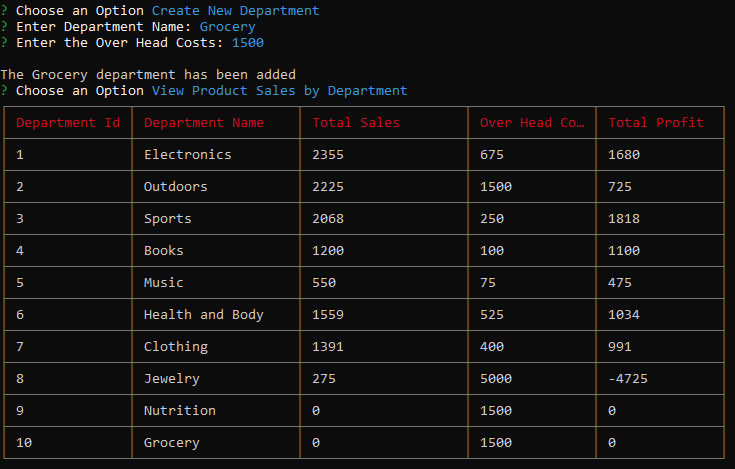 ? Choose an Option Create New Department
? Enter Department Name: Grocery
? Enter the Over Head Costs: 1500
The Grocery department has been added
? Choose an Option View Product Sales by Department
Department Id Department Name Total Sales Over Head Co… Total Profit
1 Electronics 2355 675 1680
2 Outdoors 2225 1500 725
3 Sports 2068 250 1818
4 Books 1200 100 1100
5 Music 550 75 475
6 Health and Body 1559 525 1034
7 Clothing 1391 400 991
8 Jewelry 275 5000 -4725
9 Nutrition 0 1500 0
10 Grocery 0 1500 0